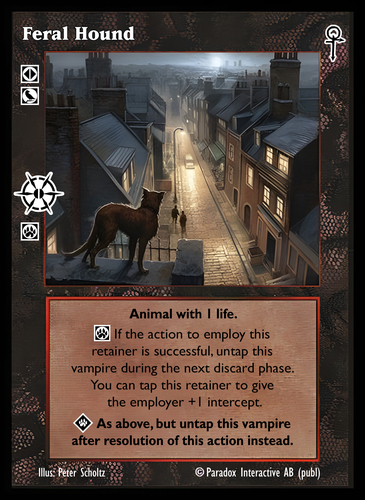 Feral Hound
Animal with 1 life.
If the action to employ this
retainer is successful, untap this
vampire during the next discard phase.
You can tap this retainer to give
the employer +1 intercept.
As above, but untap this vampire
after resolution of this action instead.
Illus: Peter Scholtz
© Paradox Interactive AB (publ)